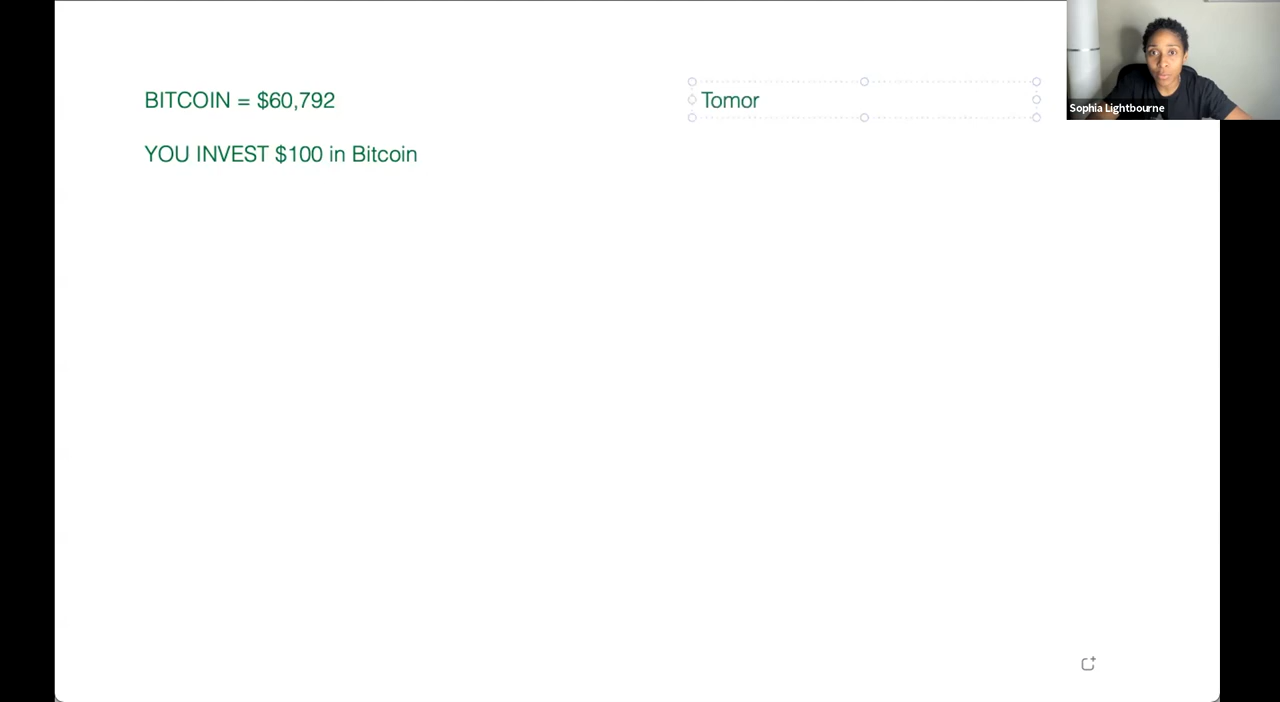 BITCOIN = $60,792
Tomor
YOU INVEST $100 in Bitcoin
Sophia Lightbourne